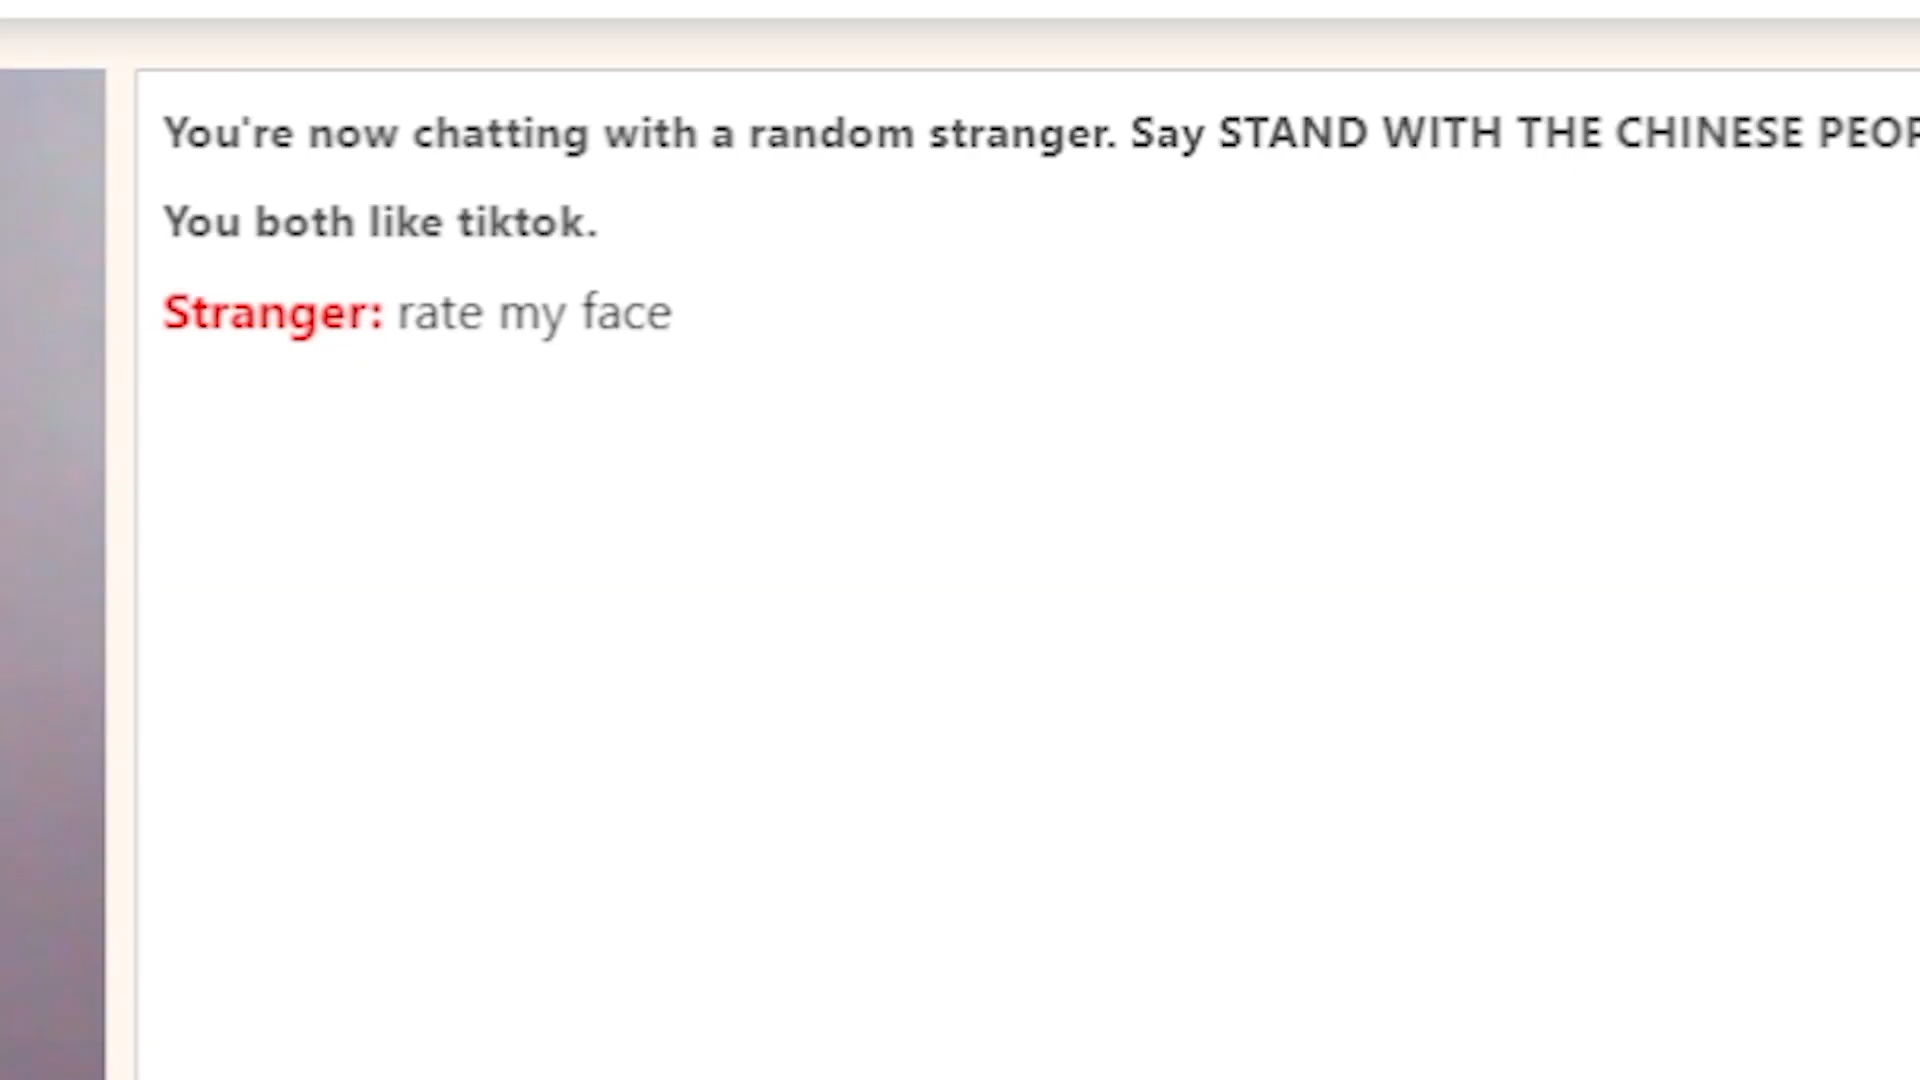 You're now chatting with a random stranger. Say STAND WITH THE CHINESE
You both like tiktok.
Stranger: rate my face